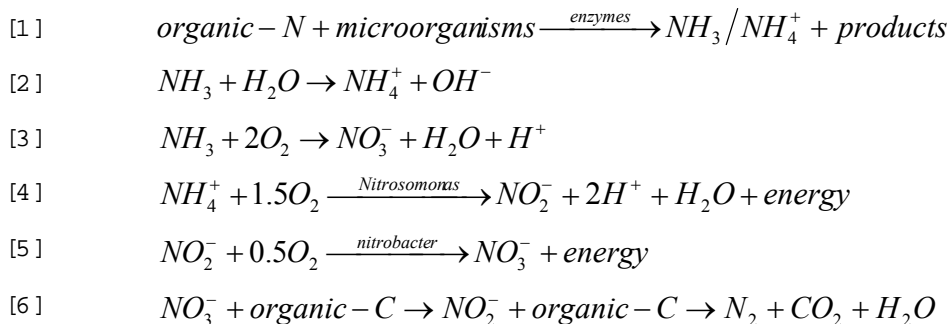 [1] organic − N + microorganisms —enzymes→ NH₃/NH₄⁺ + products
[2] NH₃ + H₂O → NH₄⁺ + OH⁻
[3] NH₃ + 2O₂ → NO₃⁻ + H₂O + H⁺
[4] NH₄⁺ + 1.5O₂ —Nitrosomonas→ NO₂⁻ + 2H⁺ + H₂O + energy
[5] NO₂⁻ + 0.5O₂ —nitrobacter→ NO₃⁻ + energy
[6] NO₃⁻ + organic − C → NO₂⁻ + organic − C → N₂ + CO₂ + H₂O